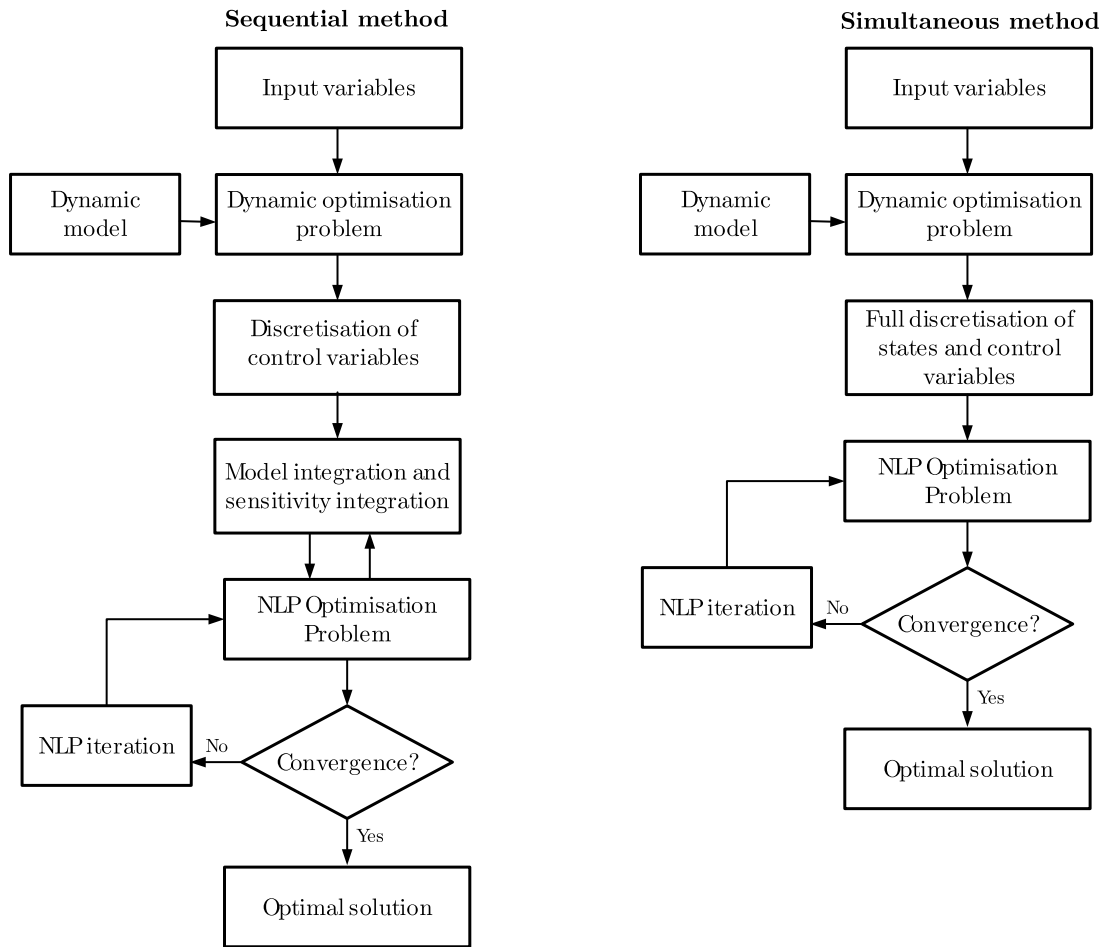 Sequential method
Input variables
Dynamic
model
Dynamic optimisation
problem
Discretisation of
control variables
Model integration and
sensitivity integration
NLP Optimisation
Problem
NLP iteration
No
Convergence?
Yes
Optimal solution
Simultaneous method
Input variables
Dynamic
model
Dynamic optimisation
problem
Full discretisation of
states and control
variables
NLP Optimisation
Problem
NLP iteration
No
Convergence?
Yes
Optimal solution